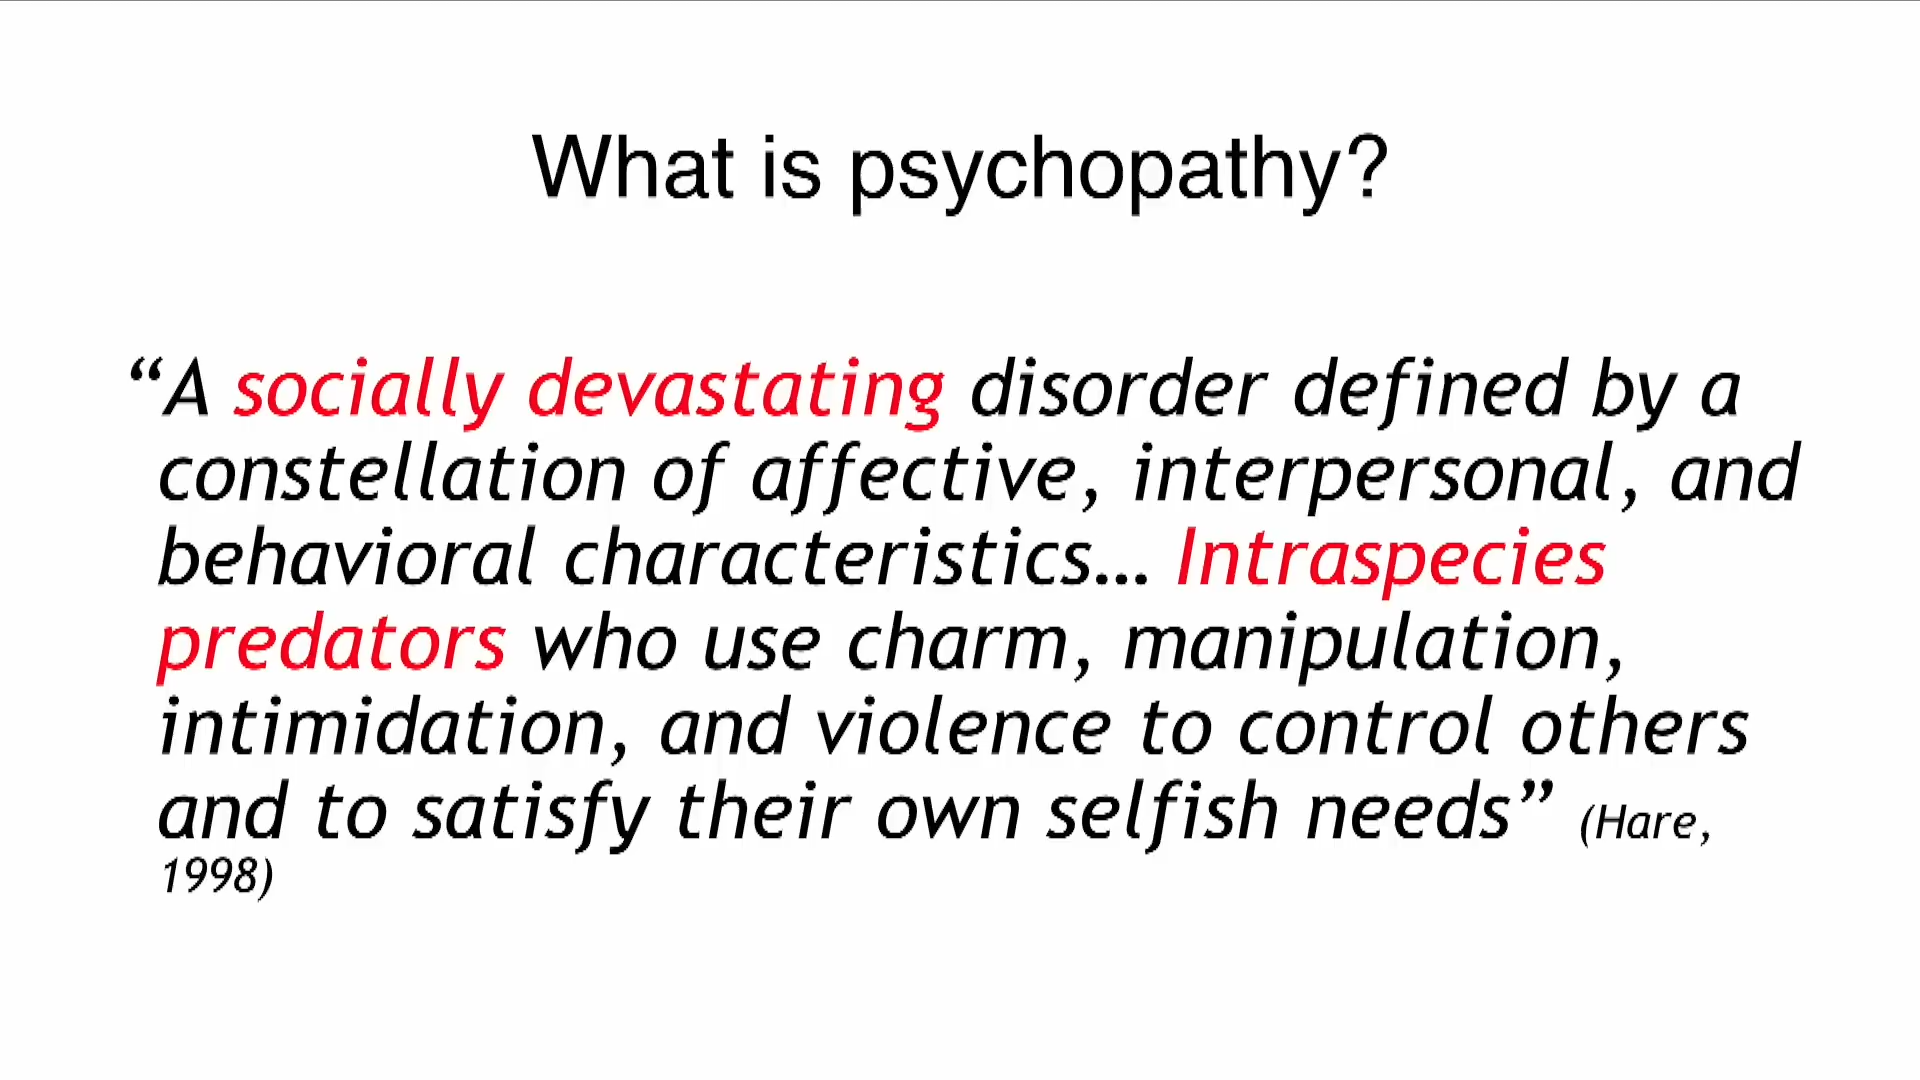 What is psychopathy?
“A socially devastating disorder defined by a
constellation of affective, interpersonal, and
behavioral characteristics… Intraspecies
predators who use charm, manipulation,
intimidation, and violence to control others
and to satisfy their own selfish needs” (Hare,
1998)